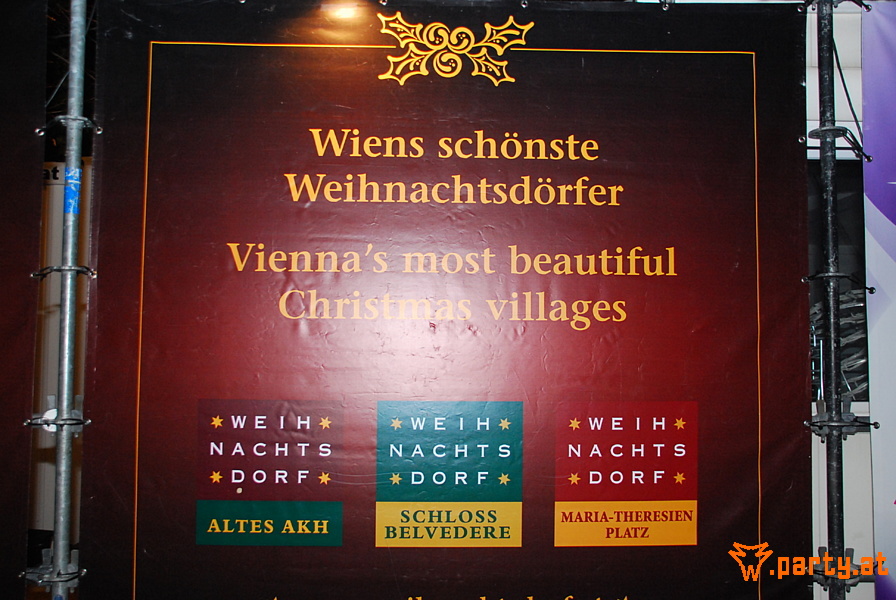 Wiens schönste
Weihnachtsdörfer
Vienna's most beautiful
Christmas villages
WEIH
NACHTS
DORF
ALTES AKH
WEIH
NACHTS
DORF
SCHLOSS
BELVEDERE
WEIH
NACHTS
DORF
MARIA-THERESIEN
PLATZ
.party.at